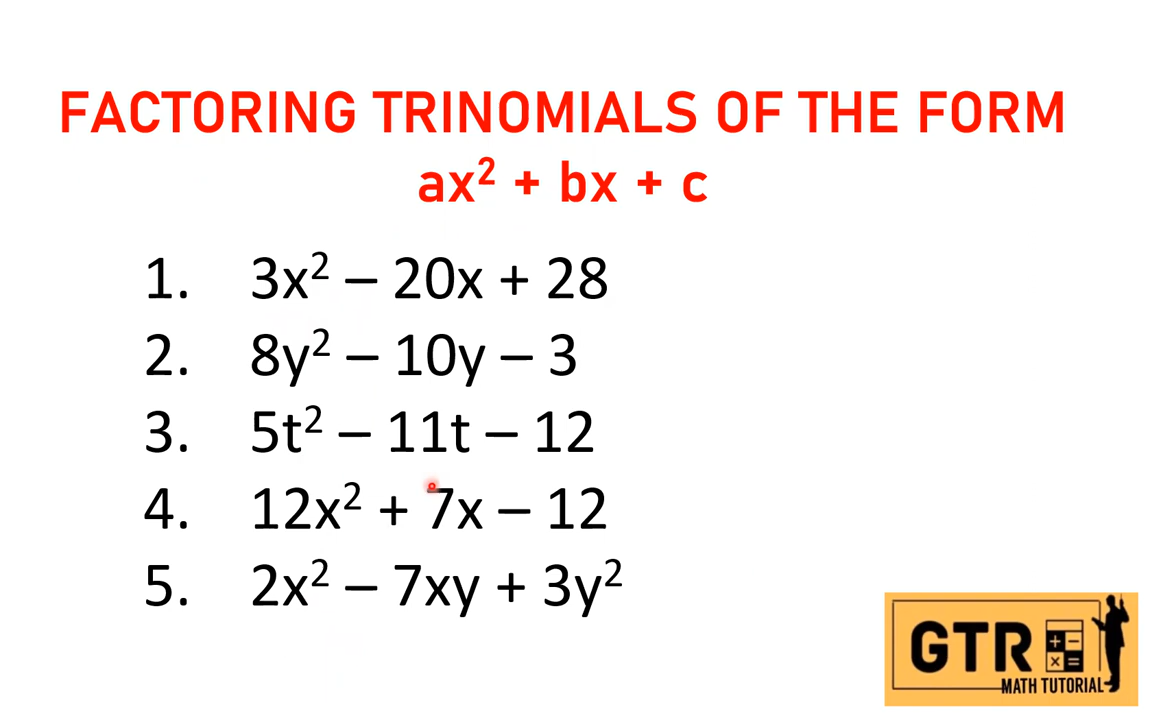 FACTORING TRINOMIALS OF THE FORM
ax² + bx + c
1. 3x² – 20x + 28
2. 8y² – 10y – 3
3. 5t² – 11t – 12
4. 12x² + 7x – 12
5. 2x² – 7xy + 3y²
GTR
+ –
× =
MATH TUTORIAL